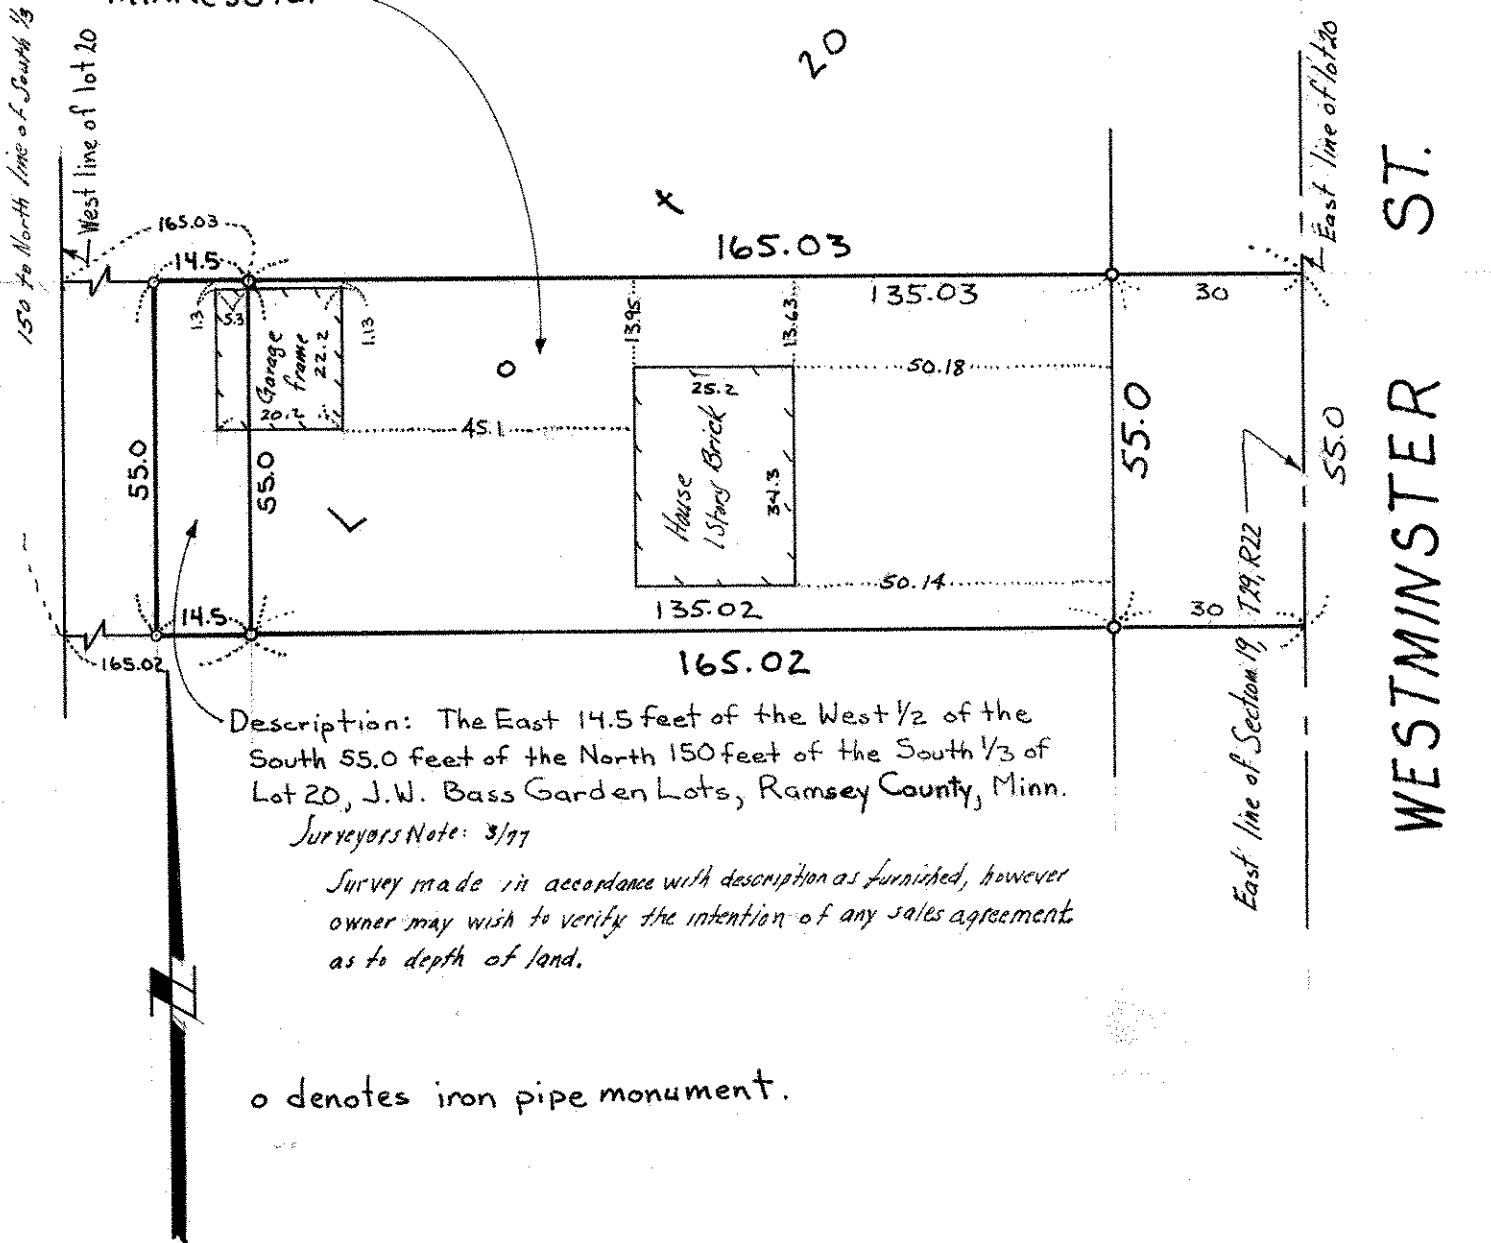 20
150 to North line of South 1/3
West line of lot 20
East line of lot 20
WESTMINSTER ST.
165.03
14.5
165.03
135.03
30
1.3
5.3
1.13
Garage
frame
22.2
20.2
13.95
13.63
50.18
25.2
House
1 Story Brick
34.3
45.1
55.0
55.0
55.0
55.0
50.14
135.02
14.5
30
165.02
165.02
East line of Section 19, T29, R22
Description: The East 14.5 feet of the West 1/2 of the
South 55.0 feet of the North 150 feet of the South 1/3 of
Lot 20, J.W. Bass Garden Lots, Ramsey County, Minn.
Surveyors Note: 3/77
Survey made in accordance with description as furnished, however
owner may wish to verify the intention of any sales agreement
as to depth of land.
o denotes iron pipe monument.